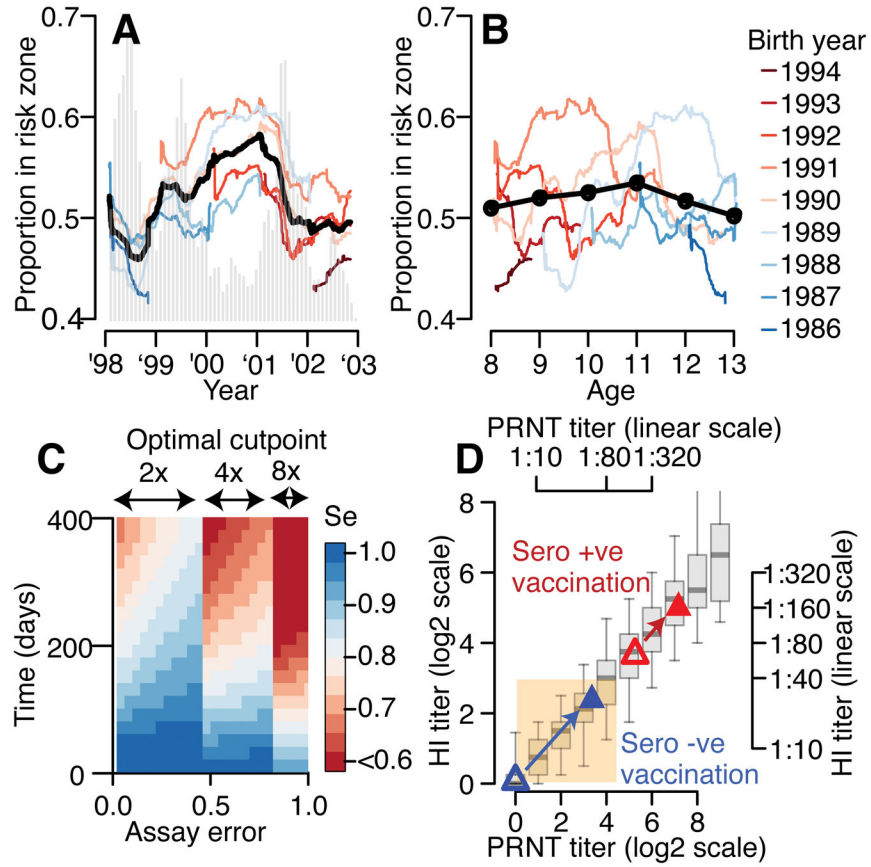 A
Proportion in risk zone
0.7
0.6
0.5
0.4
'98 '99 '00 '01 '02 '03
Year
B
Proportion in risk zone
0.7
0.6
0.5
0.4
8 9 10 11 12 13
Age
Birth year
1994
1993
1992
1991
1990
1989
1988
1987
1986
C
Optimal cutpoint
2x 4x 8x
Time (days)
400
200
0
0.0 0.5 1.0
Assay error
Se
1.0
0.9
0.8
0.7
<0.6
D
PRNT titer (linear scale)
1:10 1:80 1:320
HI titer (log2 scale)
8
6
4
2
0
Sero +ve
vaccination
Sero -ve
vaccination
0 2 4 6 8
PRNT titer (log2 scale)
1:320
1:160
1:80
1:40
1:10
HI titer (linear scale)